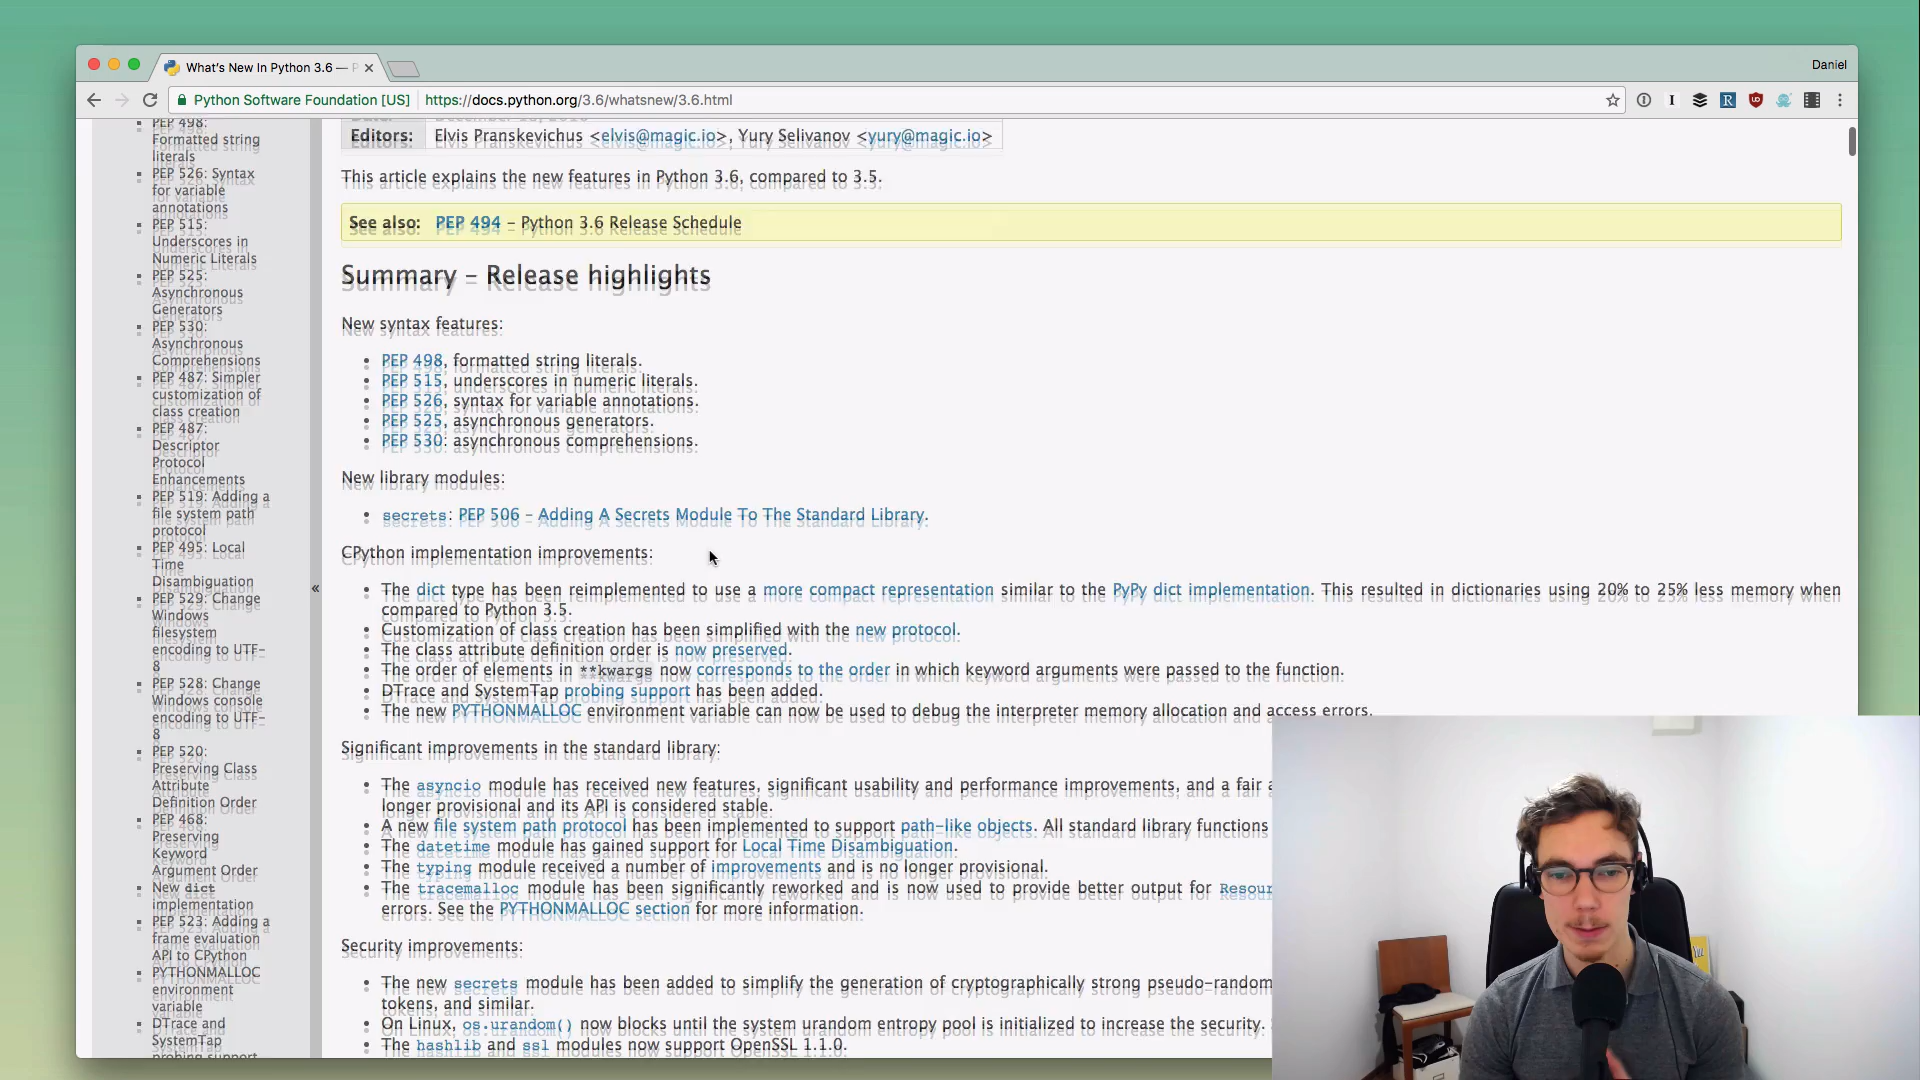 What's New In Python 3.6 — P
Daniel
Python Software Foundation [US] https://docs.python.org/3.6/whatsnew/3.6.html
PEP 498:
Formatted string
literals
PEP 526: Syntax
for variable
annotations
PEP 515:
Underscores in
Numeric Literals
PEP 525:
Asynchronous
Generators
PEP 530:
Asynchronous
Comprehensions
PEP 487: Simpler
customization of
class creation
PEP 487:
Descriptor
Protocol
Enhancements
PEP 519: Adding a
file system path
protocol
PEP 495: Local
Time
Disambiguation
PEP 529: Change
Windows
filesystem
encoding to UTF-
8
PEP 528: Change
Windows console
encoding to UTF-
8
PEP 520:
Preserving Class
Attribute
Definition Order
PEP 468:
Preserving
Keyword
Argument Order
New dict
implementation
PEP 523: Adding a
frame evaluation
API to CPython
PYTHONMALLOC
environment
variable
DTrace and
SystemTap
probing support
«
Editors: Elvis Pranskevichus <elvis@magic.io>, Yury Selivanov <yury@magic.io>
This article explains the new features in Python 3.6, compared to 3.5.
See also: PEP 494 – Python 3.6 Release Schedule
Summary – Release highlights
New syntax features:
• PEP 498, formatted string literals.
• PEP 515, underscores in numeric literals.
• PEP 526, syntax for variable annotations.
• PEP 525, asynchronous generators.
• PEP 530: asynchronous comprehensions.
New library modules:
• secrets: PEP 506 – Adding A Secrets Module To The Standard Library.
CPython implementation improvements:
• The dict type has been reimplemented to use a more compact representation similar to the PyPy dict implementation. This resulted in dictionaries using 20% to 25% less memory when
compared to Python 3.5.
• Customization of class creation has been simplified with the new protocol.
• The class attribute definition order is now preserved.
• The order of elements in **kwargs now corresponds to the order in which keyword arguments were passed to the function.
• DTrace and SystemTap probing support has been added.
• The new PYTHONMALLOC environment variable can now be used to debug the interpreter memory allocation and access errors.
Significant improvements in the standard library:
• The asyncio module has received new features, significant usability and performance improvements, and a fair a
longer provisional and its API is considered stable.
• A new file system path protocol has been implemented to support path-like objects. All standard library functions
• The datetime module has gained support for Local Time Disambiguation.
• The typing module received a number of improvements and is no longer provisional.
• The tracemalloc module has been significantly reworked and is now used to provide better output for Resour
errors. See the PYTHONMALLOC section for more information.
Security improvements:
• The new secrets module has been added to simplify the generation of cryptographically strong pseudo-random
tokens, and similar.
• On Linux, os.urandom() now blocks until the system urandom entropy pool is initialized to increase the security.
• The hashlib and ssl modules now support OpenSSL 1.1.0.